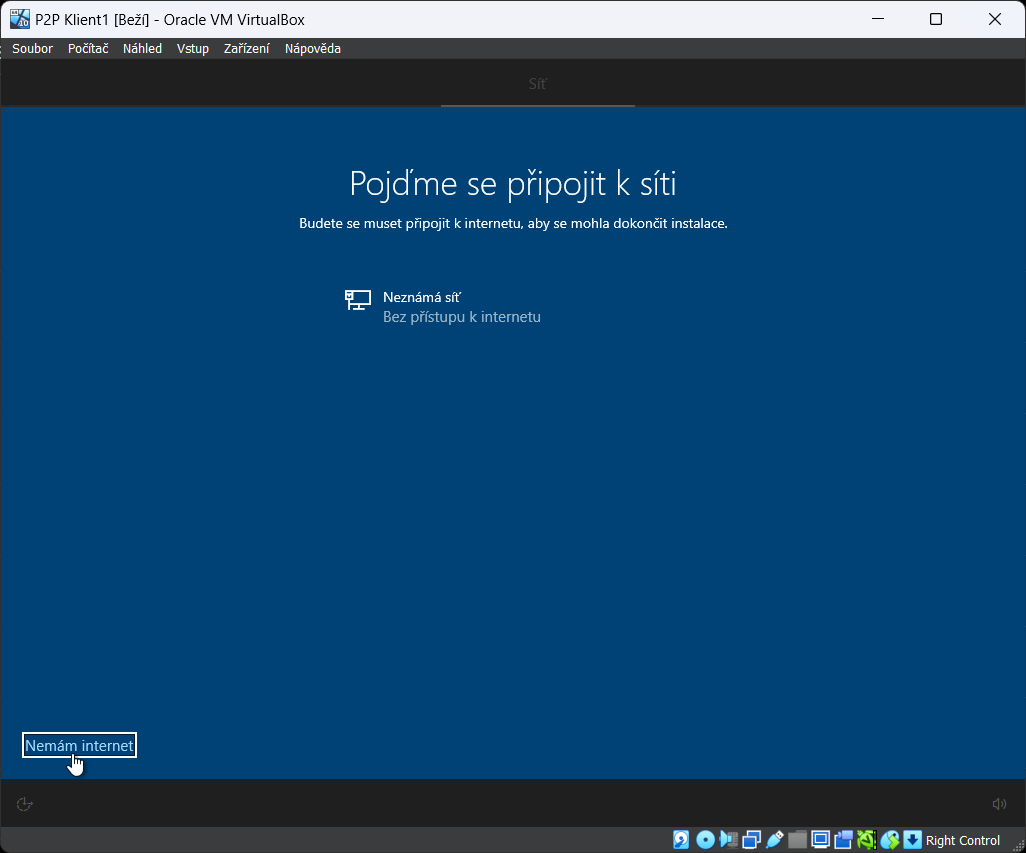 P2P Klient1 [Beží] - Oracle VM VirtualBox
Soubor Počítač Náhled Vstup Zařízení Nápověda
Síť
Pojďme se připojit k síti
Budete se muset připojit k internetu, aby se mohla dokončit instalace.
Neznámá síť
Bez přístupu k internetu
Nemám internet
Right Control